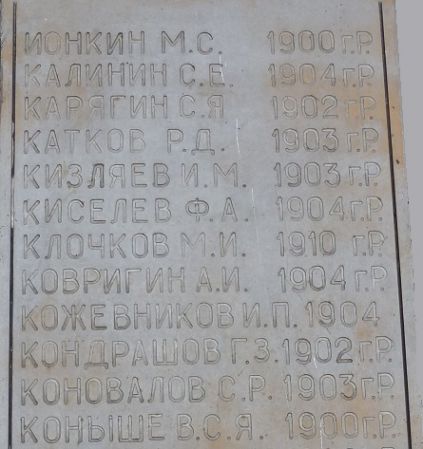 ИОНКИН М.С. 1900 г.Р.
КАЛИНИН С.Е. 1904 г.Р.
КАРЯГИН С.Я 1902 г.Р.
КАТКОВ Р.Д. 1903 г.Р.
КИЗЛЯЕВ И.М. 1903 г.Р.
КИСЕЛЕВ Ф.А. 1904 г.Р.
КЛОЧКОВ М.И. 1910 г.Р.
КОВРИГИН А.И. 1904 г.Р.
КОЖЕВНИКОВ И.П. 1904
КОНДРАШОВ Г.З. 1902 г.Р.
КОНОВАЛОВ С.Р. 1903 г.Р.
КОНЫШЕВ.С.Я. 1900 г.Р.